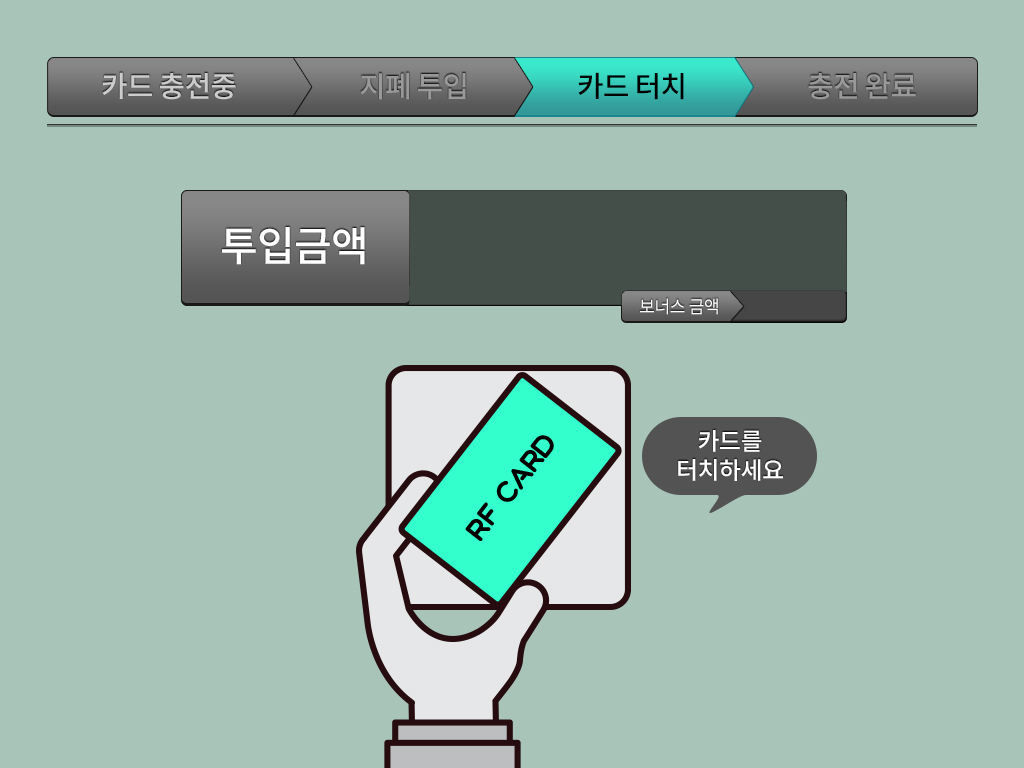 카드 충전중
지폐 투입
카드 터치
충전 완료
투입금액
보너스 금액
카드를
터치하세요
RF CARD